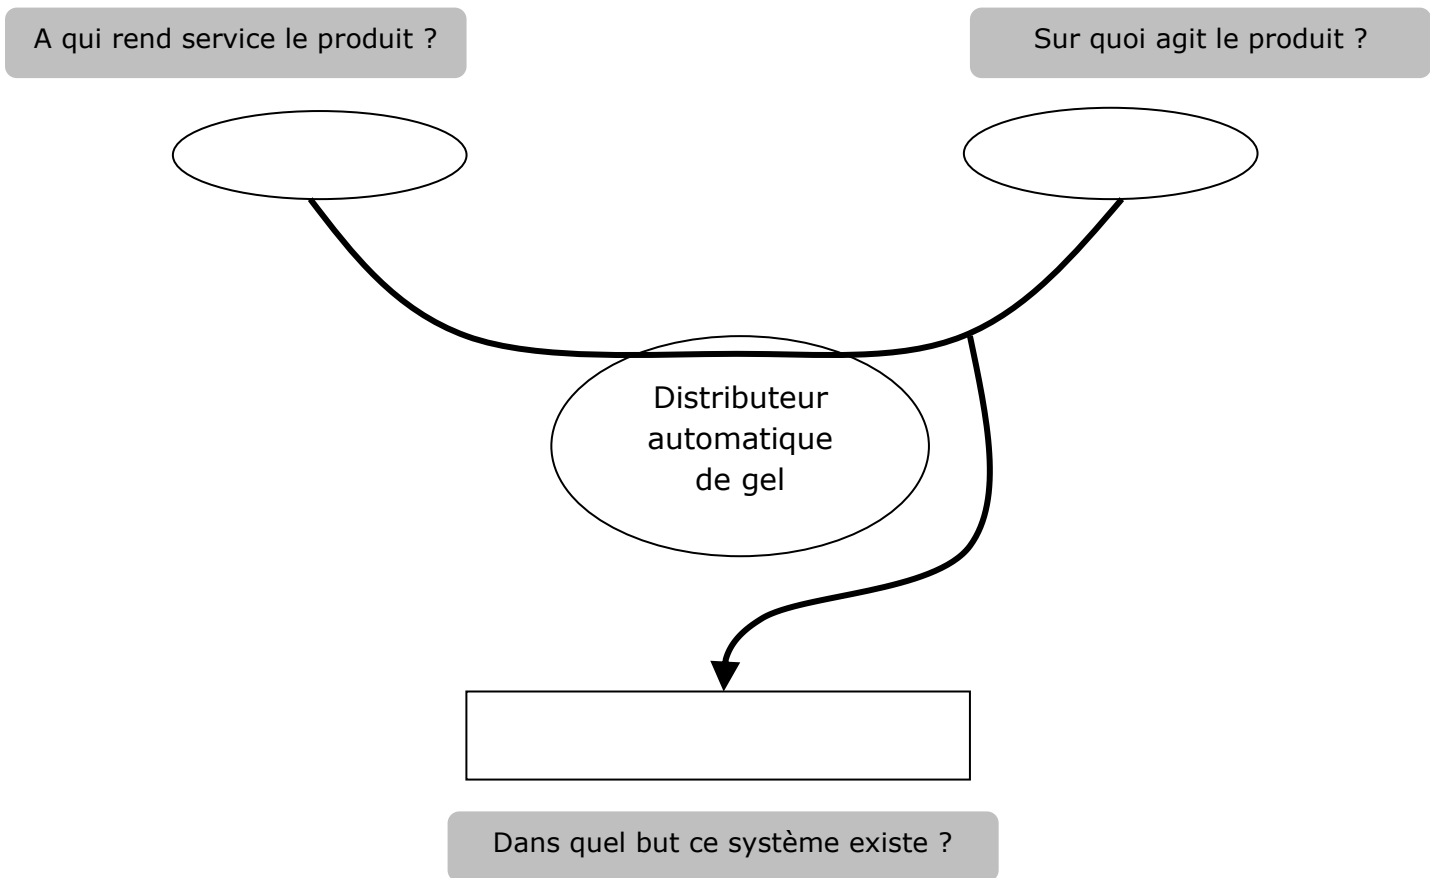 A qui rend service le produit ?
Sur quoi agit le produit ?
Distributeur
automatique
de gel
Dans quel but ce système existe ?